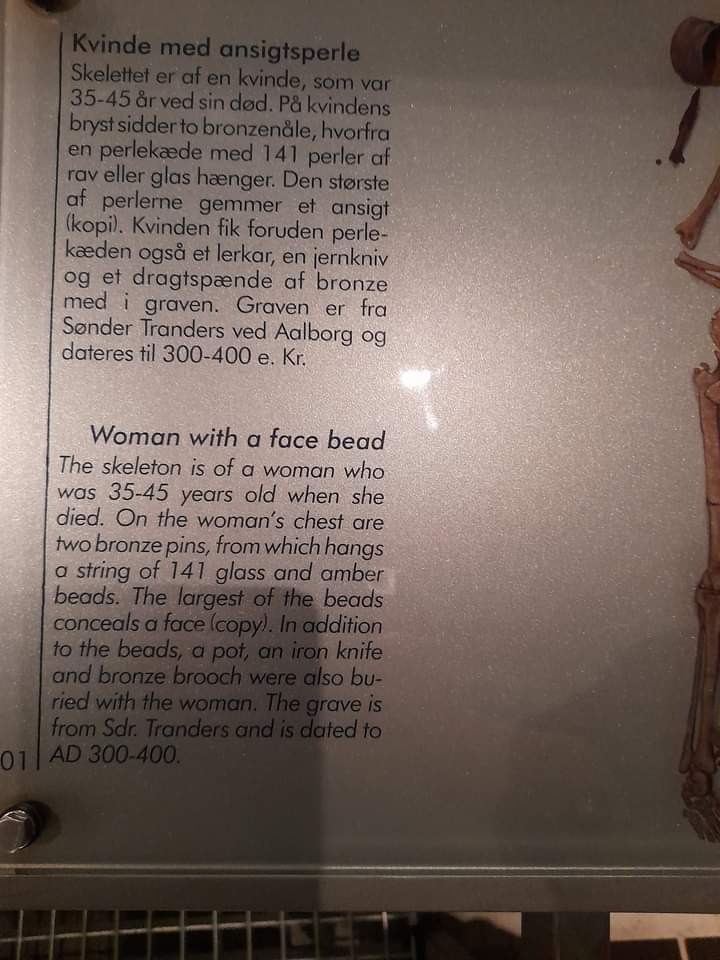 Kvinde med ansigtsperle
Skelettet er af en kvinde, som var
35-45 år ved sin død. På kvindens
bryst sidder to bronzenåle, hvorfra
en perlekæde med 141 perler af
rav eller glas hænger. Den største
af perlerne gemmer et ansigt
(kopi). Kvinden fik foruden perle-
kæden også et lerkar, en jernkniv
og et dragtspænde af bronze
med i graven. Graven er fra
Sønder Tranders ved Aalborg og
dateres til 300-400 e. Kr.
Woman with a face bead
The skeleton is of a woman who
was 35-45 years old when she
died. On the woman's chest are
two bronze pins, from which hangs
a string of 141 glass and amber
beads. The largest of the beads
conceals a face (copy). In addition
to the beads, a pot, an iron knife
and bronze brooch were also bu-
ried with the woman. The grave is
from Sdr. Tranders and is dated to
AD 300-400.
01